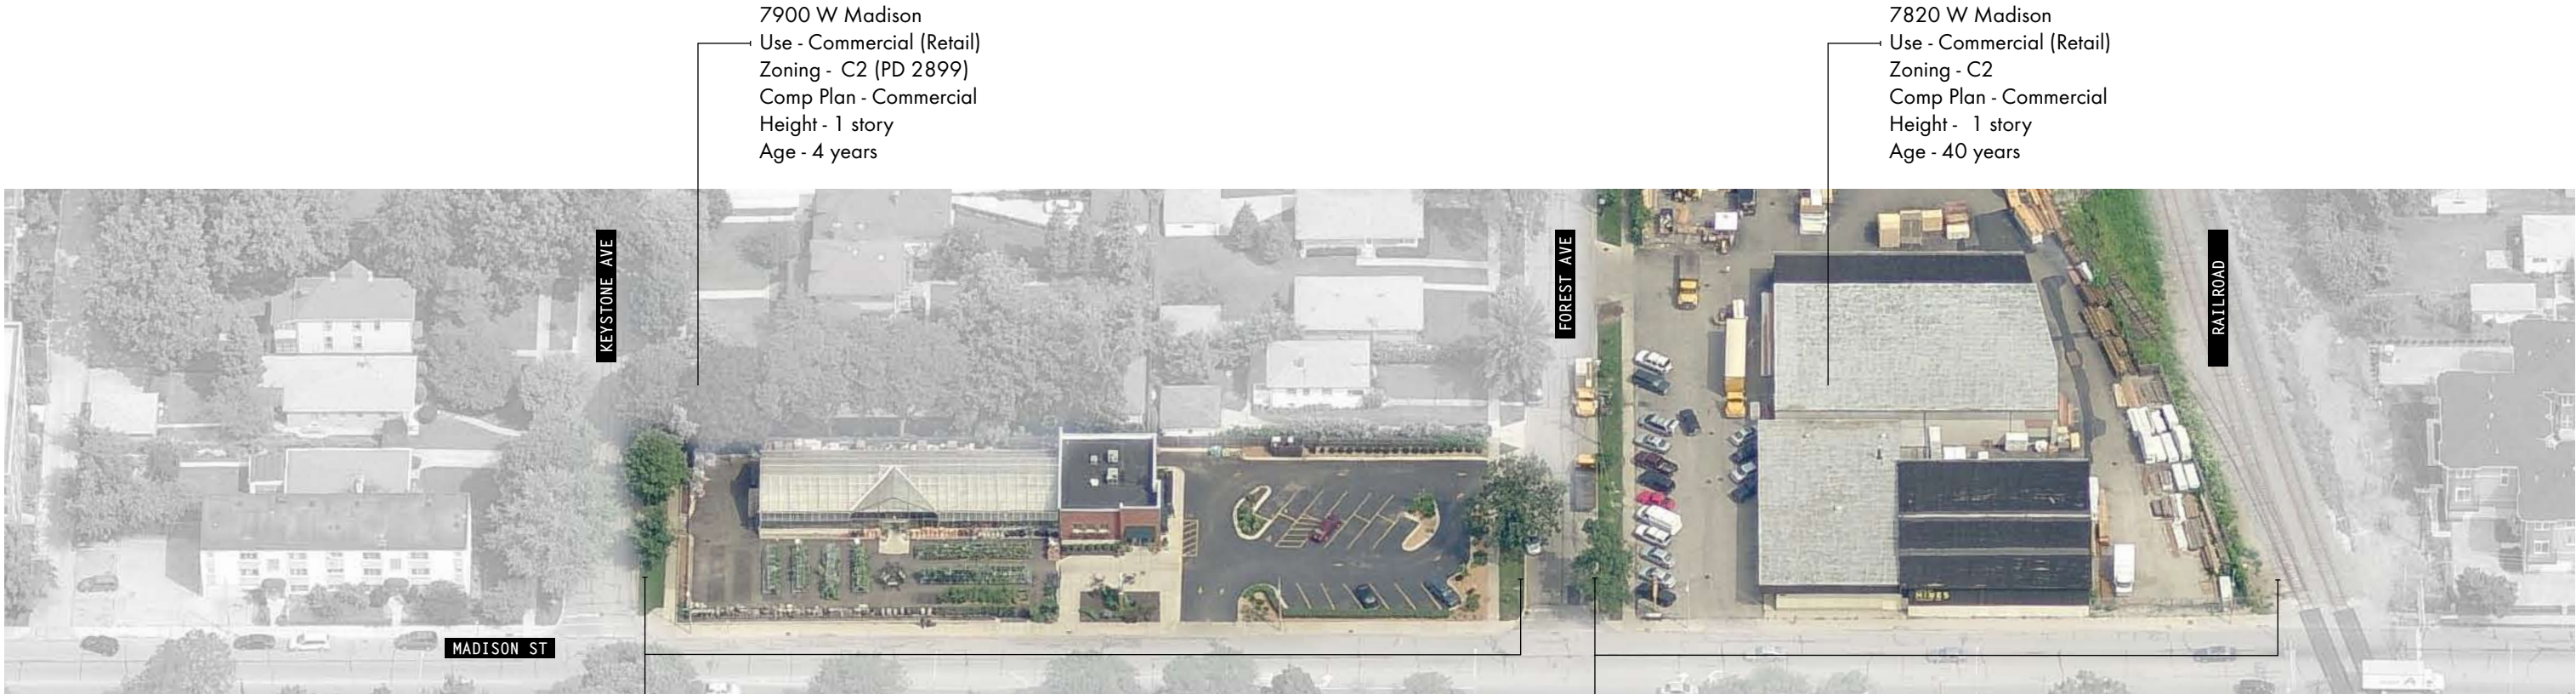 7900 W Madison
Use - Commercial (Retail)
Zoning - C2 (PD 2899)
Comp Plan - Commercial
Height - 1 story
Age - 4 years
7820 W Madison
Use - Commercial (Retail)
Zoning - C2
Comp Plan - Commercial
Height - 1 story
Age - 40 years
KEYSTONE AVE
FOREST AVE
RAILROAD
HINES
MADISON ST